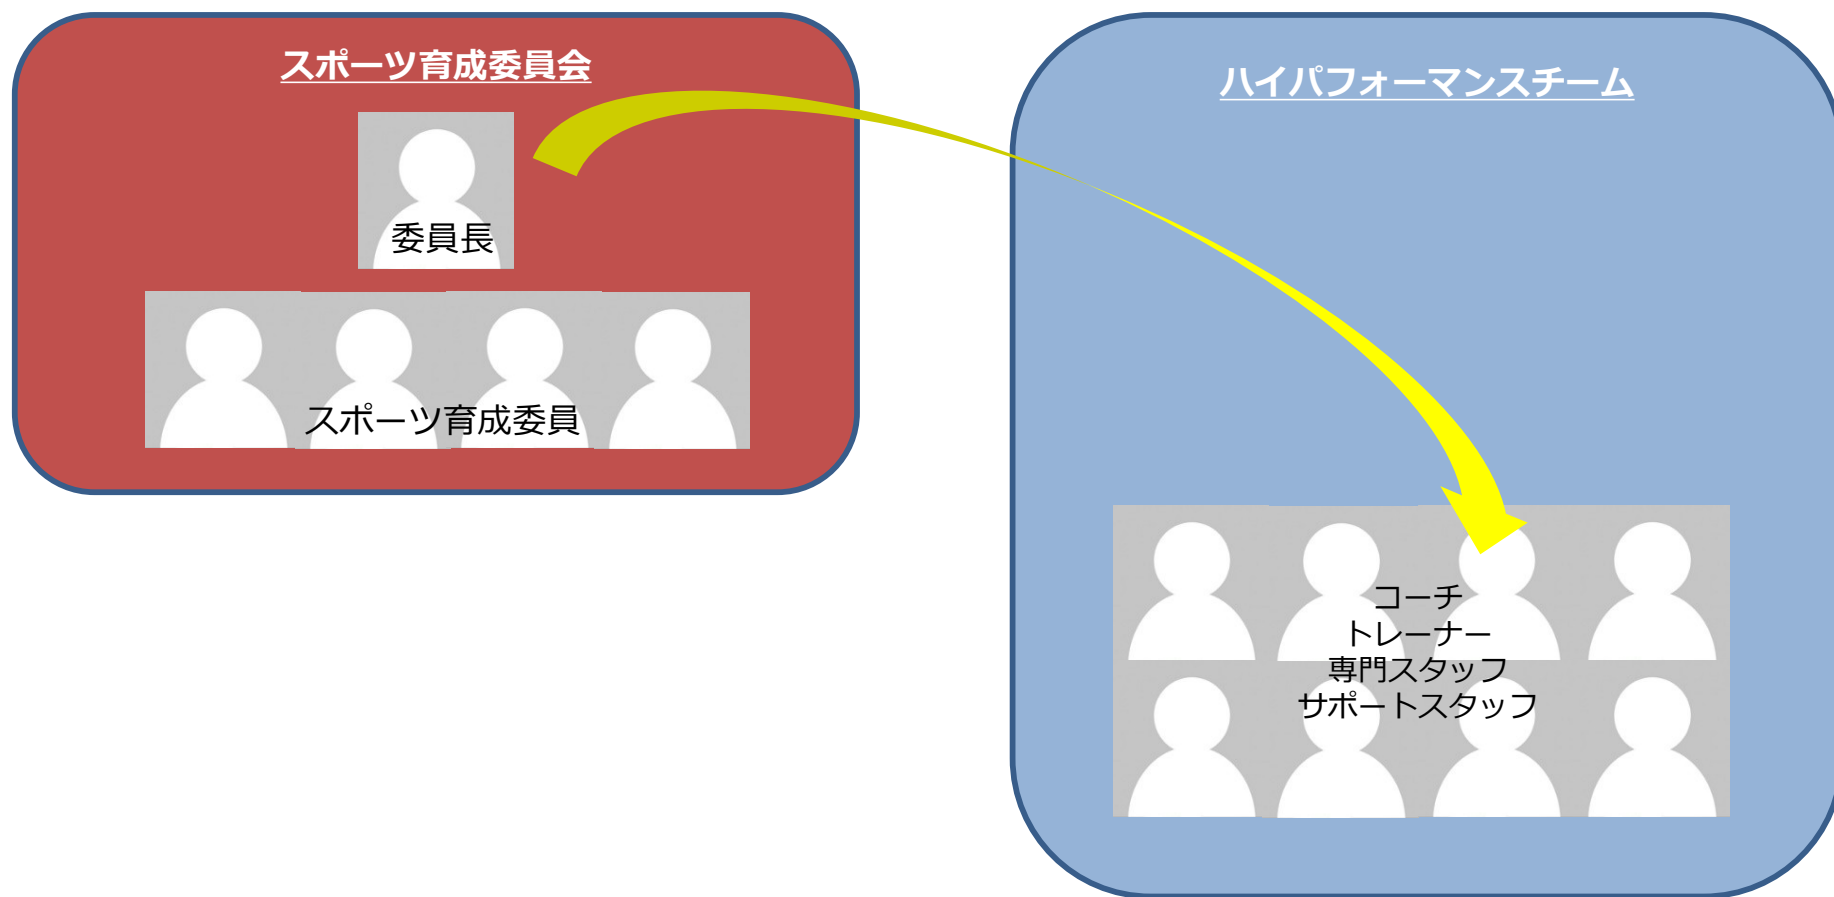 スポーツ育成委員会
委員長
スポーツ育成委員
ハイパフォーマンスチーム
コーチ
トレーナー
専門スタッフ
サポートスタッフ